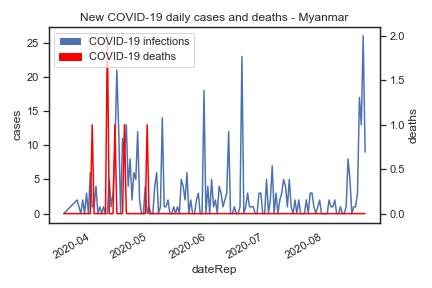 New COVID-19 daily cases and deaths - Myanmar
COVID-19 infections
COVID-19 deaths
25
20
15
10
5
0
cases
2.0
1.5
1.0
0.5
0.0
deaths
2020-04
2020-05
2020-06
2020-07
2020-08
dateRep